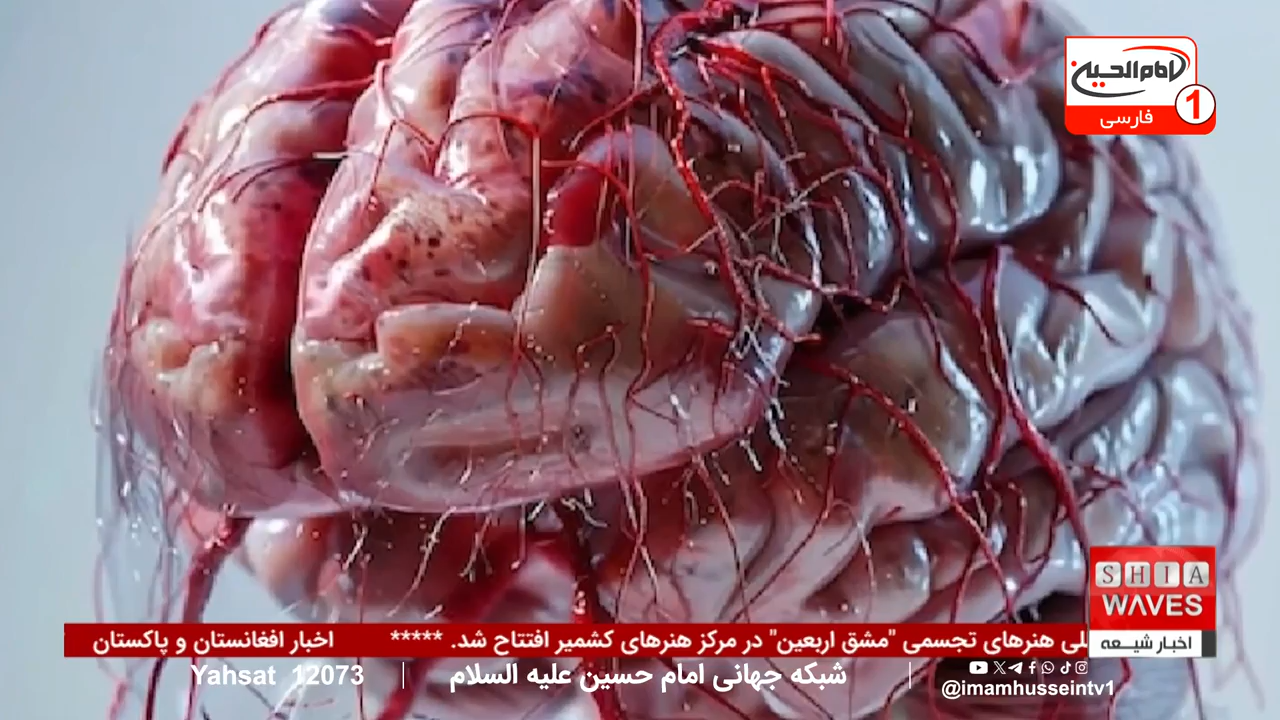 امام الحسین
1
فارسی
SHIA
WAVES
اخبار شیعه
لی هنرهای تجسمی "مشق اربعین" در مرکز هنرهای کشمیر افتتاح شد. ***** اخبار افغانستان و پاکستان
@imamhusseintv1 | شبکه جهانی امام حسین علیه السلام | Yahsat 12073